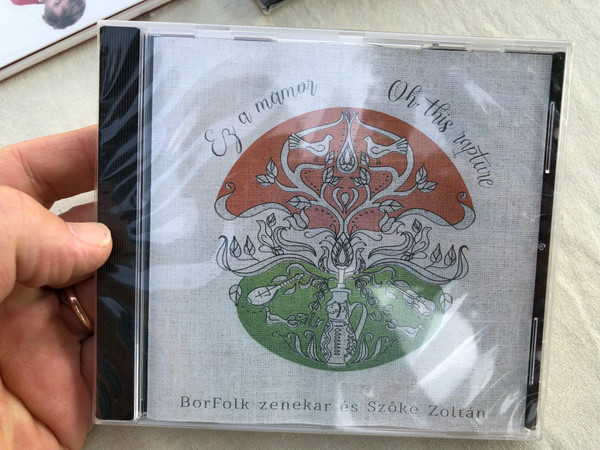 Ez a mámor
Oh, this rapture
BorFolk zenekar és Szőke Zoltán